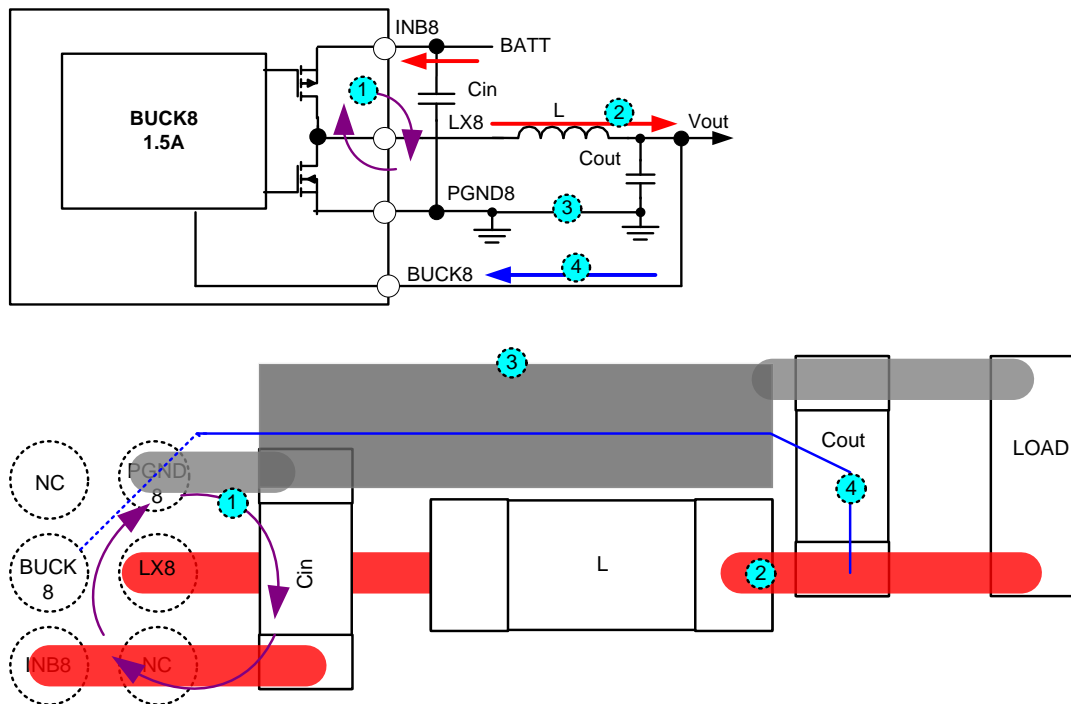 INB8
BATT
BUCK8
1.5A
1
Cin
LX8
L
2
Vout
Cout
PGND8
3
BUCK8
4
3
NC
PGND
8
1
Cout
LOAD
4
BUCK
8
LX8
Cin
L
2
INB8
NC